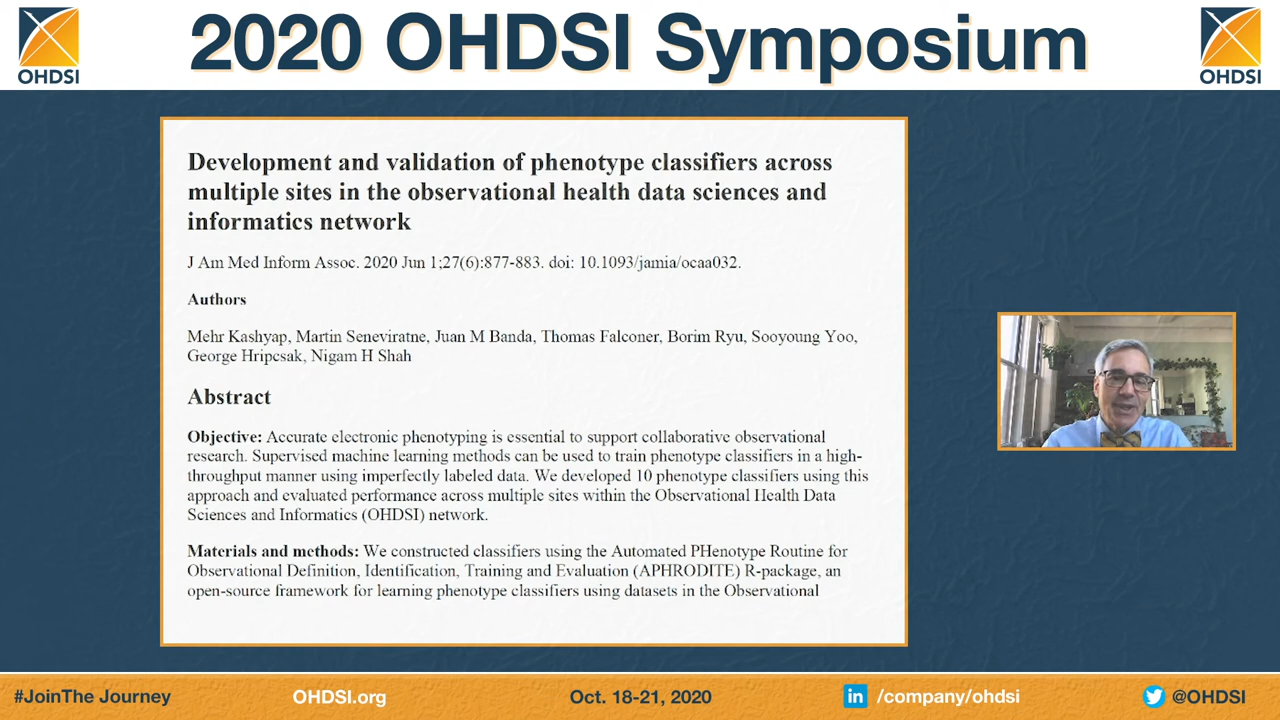 2020 OHDSI Symposium
OHDSI
OHDSI
Development and validation of phenotype classifiers across
multiple sites in the observational health data sciences and
informatics network
J Am Med Inform Assoc. 2020 Jun 1;27(6):877-883. doi: 10.1093/jamia/ocaa032.
Authors
Mehr Kashyap, Martin Seneviratne, Juan M Banda, Thomas Falconer, Borim Ryu, Sooyoung Yoo,
George Hripcsak, Nigam H Shah
Abstract
Objective: Accurate electronic phenotyping is essential to support collaborative observational
research. Supervised machine learning methods can be used to train phenotype classifiers in a high-
throughput manner using imperfectly labeled data. We developed 10 phenotype classifiers using this
approach and evaluated performance across multiple sites within the Observational Health Data
Sciences and Informatics (OHDSI) network.
Materials and methods: We constructed classifiers using the Automated PHenotype Routine for
Observational Definition, Identification, Training and Evaluation (APHRODITE) R-package, an
open-source framework for learning phenotype classifiers using datasets in the Observational
#JoinThe Journey
OHDSI.org
Oct. 18-21, 2020
in /company/ohdsi
@OHDSI